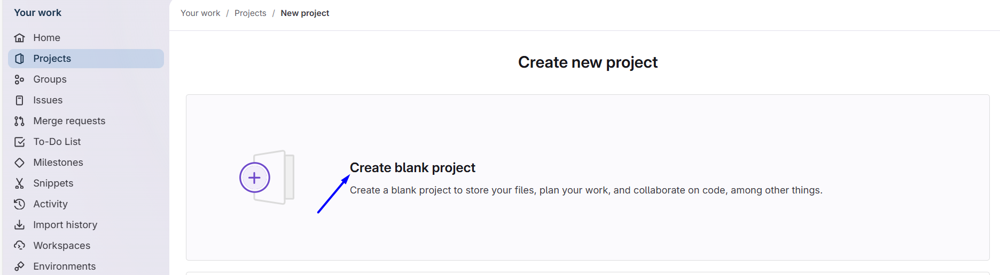 Your work
Home
Projects
Groups
Issues
Merge requests
To-Do List
Milestones
Snippets
Activity
Import history
Workspaces
Environments
Your work / Projects / New project
Create new project
Create blank project
Create a blank project to store your files, plan your work, and collaborate on code, among other things.